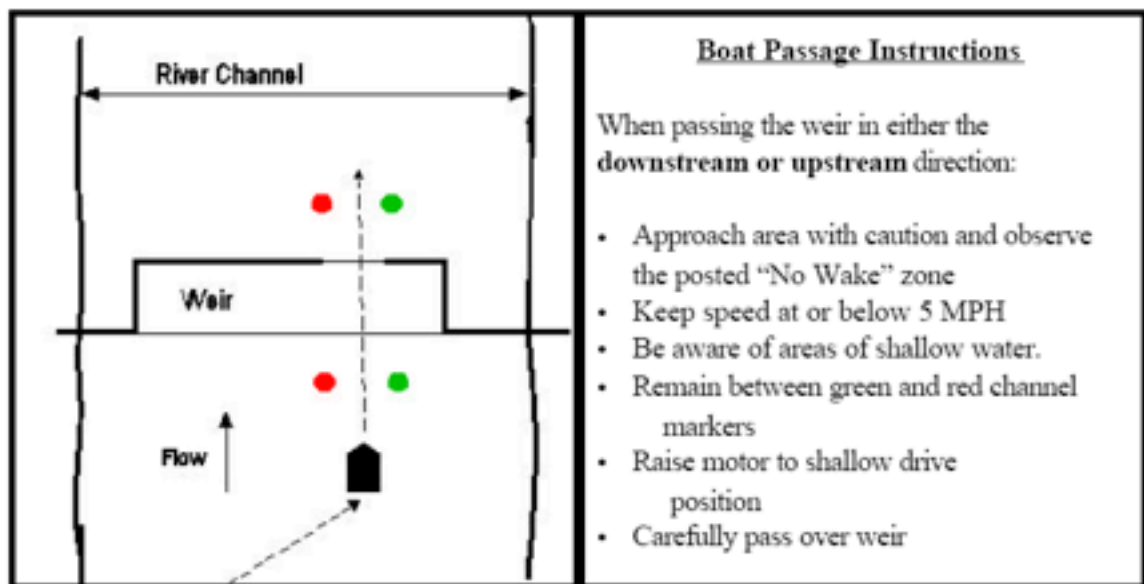 River Channel
Weir
Flow
Boat Passage Instructions
When passing the weir in either the
downstream or upstream direction:
• Approach area with caution and observe
the posted “No Wake” zone
• Keep speed at or below 5 MPH
• Be aware of areas of shallow water.
• Remain between green and red channel
markers
• Raise motor to shallow drive
position
• Carefully pass over weir